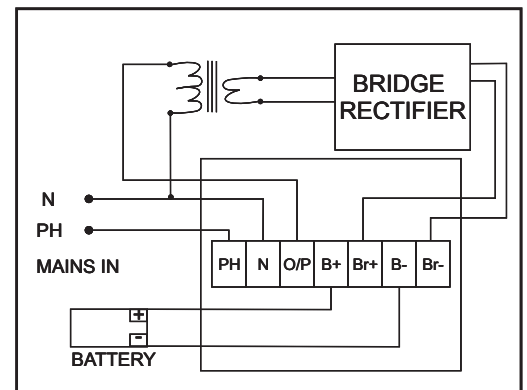 BRIDGE
RECTIFIER
N
PH
MAINS IN
PH N O/P B+ Br+ B- Br-
+
-
BATTERY